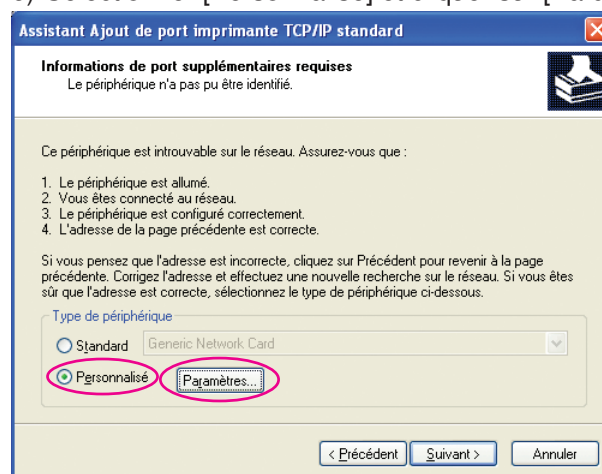 Assistant Ajout de port imprimante TCP/IP standard
Informations de port supplémentaires requises
Le périphérique n'a pas pu être identifié.
Ce périphérique est introuvable sur le réseau. Assurez-vous que :
1. Le périphérique est allumé.
2. Vous êtes connecté au réseau.
3. Le périphérique est configuré correctement.
4. L'adresse de la page précédente est correcte.
Si vous pensez que l'adresse est incorrecte, cliquez sur Précédent pour revenir à la page
précédente. Corrigez l'adresse et effectuez une nouvelle recherche sur le réseau. Si vous êtes
sûr que l'adresse est correcte, sélectionnez le type de périphérique ci-dessous.
Type de périphérique
Standard Generic Network Card
Personnalisé Paramètres...
< Précédent Suivant > Annuler